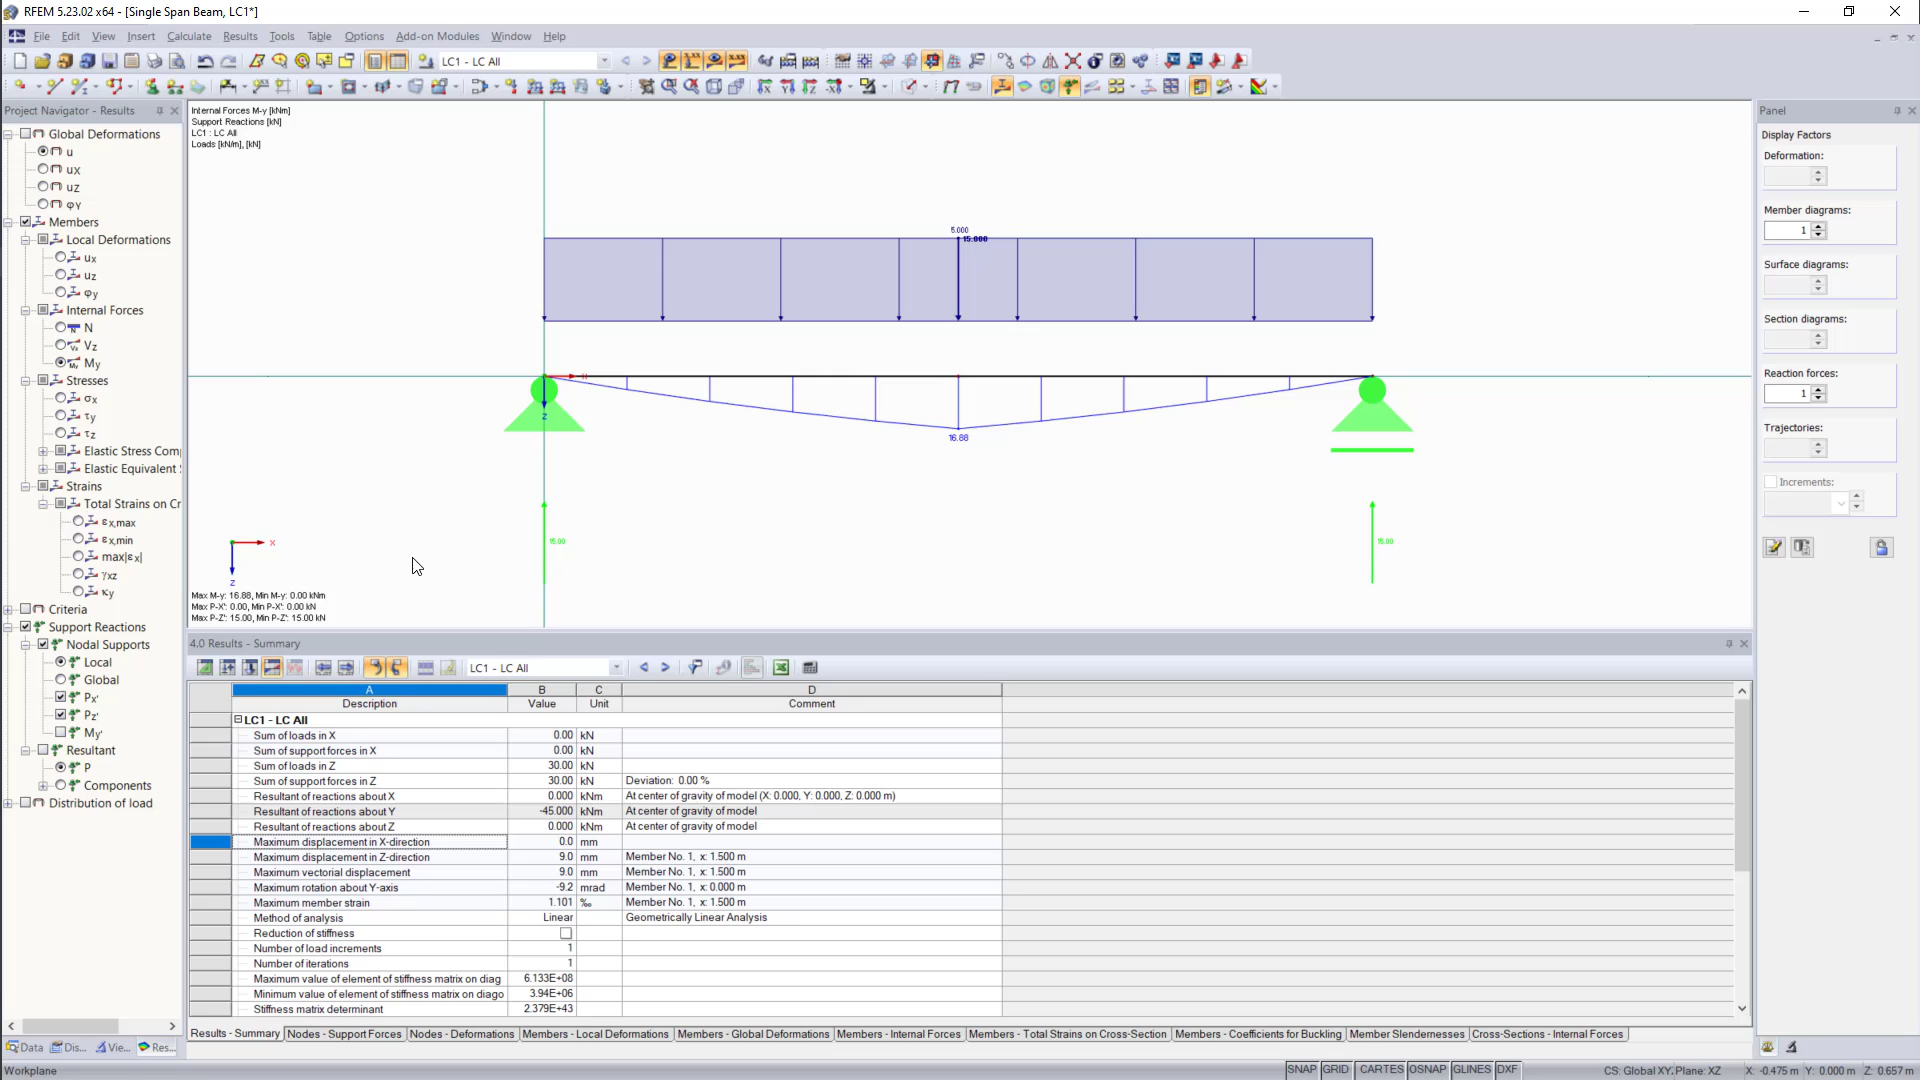 RFEM 5.23.02 x64 - [Single Span Beam, LC1*]
File Edit View Insert Calculate Results Tools Table Options Add-on Modules Window Help
LC1 - LC All
Project Navigator - Results
Global Deformations
u
ux
uz
φY
Members
Local Deformations
ux
uz
φy
Internal Forces
N
Vz
My
Stresses
σx
τy
τz
Elastic Stress Com
Elastic Equivalent
Strains
Total Strains on Cr
εx,max
εx,min
max|εx|
γxz
κy
Criteria
Support Reactions
Nodal Supports
Local
Global
Px'
Pz'
My'
Resultant
P
Components
Distribution of load
Data Dis... Vie... Res...
Internal Forces M-y [kNm]
Support Reactions [kN]
LC1 : LC All
Loads [kN/m], [kN]
5.000
15.000
Z
16.88
15.00
15.00
X
Z
Max M-y: 16.88, Min M-y: 0.00 kNm
Max P-X': 0.00, Min P-X': 0.00 kN
Max P-Z': 15.00, Min P-Z': 15.00 kN
Panel
Display Factors
Deformation:
Member diagrams:
1
Surface diagrams:
Section diagrams:
Reaction forces:
1
Trajectories:
Increments:
4.0 Results - Summary
LC1 - LC All
A B C D
Description Value Unit Comment
LC1 - LC All
Sum of loads in X 0.00 kN
Sum of support forces in X 0.00 kN
Sum of loads in Z 30.00 kN
Sum of support forces in Z 30.00 kN Deviation: 0.00 %
Resultant of reactions about X 0.000 kNm At center of gravity of model (X: 0.000, Y: 0.000, Z: 0.000 m)
Resultant of reactions about Y -45.000 kNm At center of gravity of model
Resultant of reactions about Z 0.000 kNm At center of gravity of model
Maximum displacement in X-direction 0.0 mm
Maximum displacement in Z-direction 9.0 mm Member No. 1, x: 1.500 m
Maximum vectorial displacement 9.0 mm Member No. 1, x: 1.500 m
Maximum rotation about Y-axis -9.2 mrad Member No. 1, x: 0.000 m
Maximum member strain 1.101 ‰ Member No. 1, x: 1.500 m
Method of analysis Linear Geometrically Linear Analysis
Reduction of stiffness
Number of load increments 1
Number of iterations 1
Maximum value of element of stiffness matrix on diag 6.133E+08
Minimum value of element of stiffness matrix on diago 3.94E+06
Stiffness matrix determinant 2.379E+43
Results - Summary Nodes - Support Forces Nodes - Deformations Members - Local Deformations Members - Global Deformations Members - Internal Forces Members - Total Strains on Cross-Section Members - Coefficients for Buckling Member Slendernesses Cross-Sections - Internal Forces
Workplane SNAP GRID CARTES OSNAP GLINES DXF CS: Global XY, Plane: XZ X: -0.475 m Y: 0.000 m Z: 0.657 m